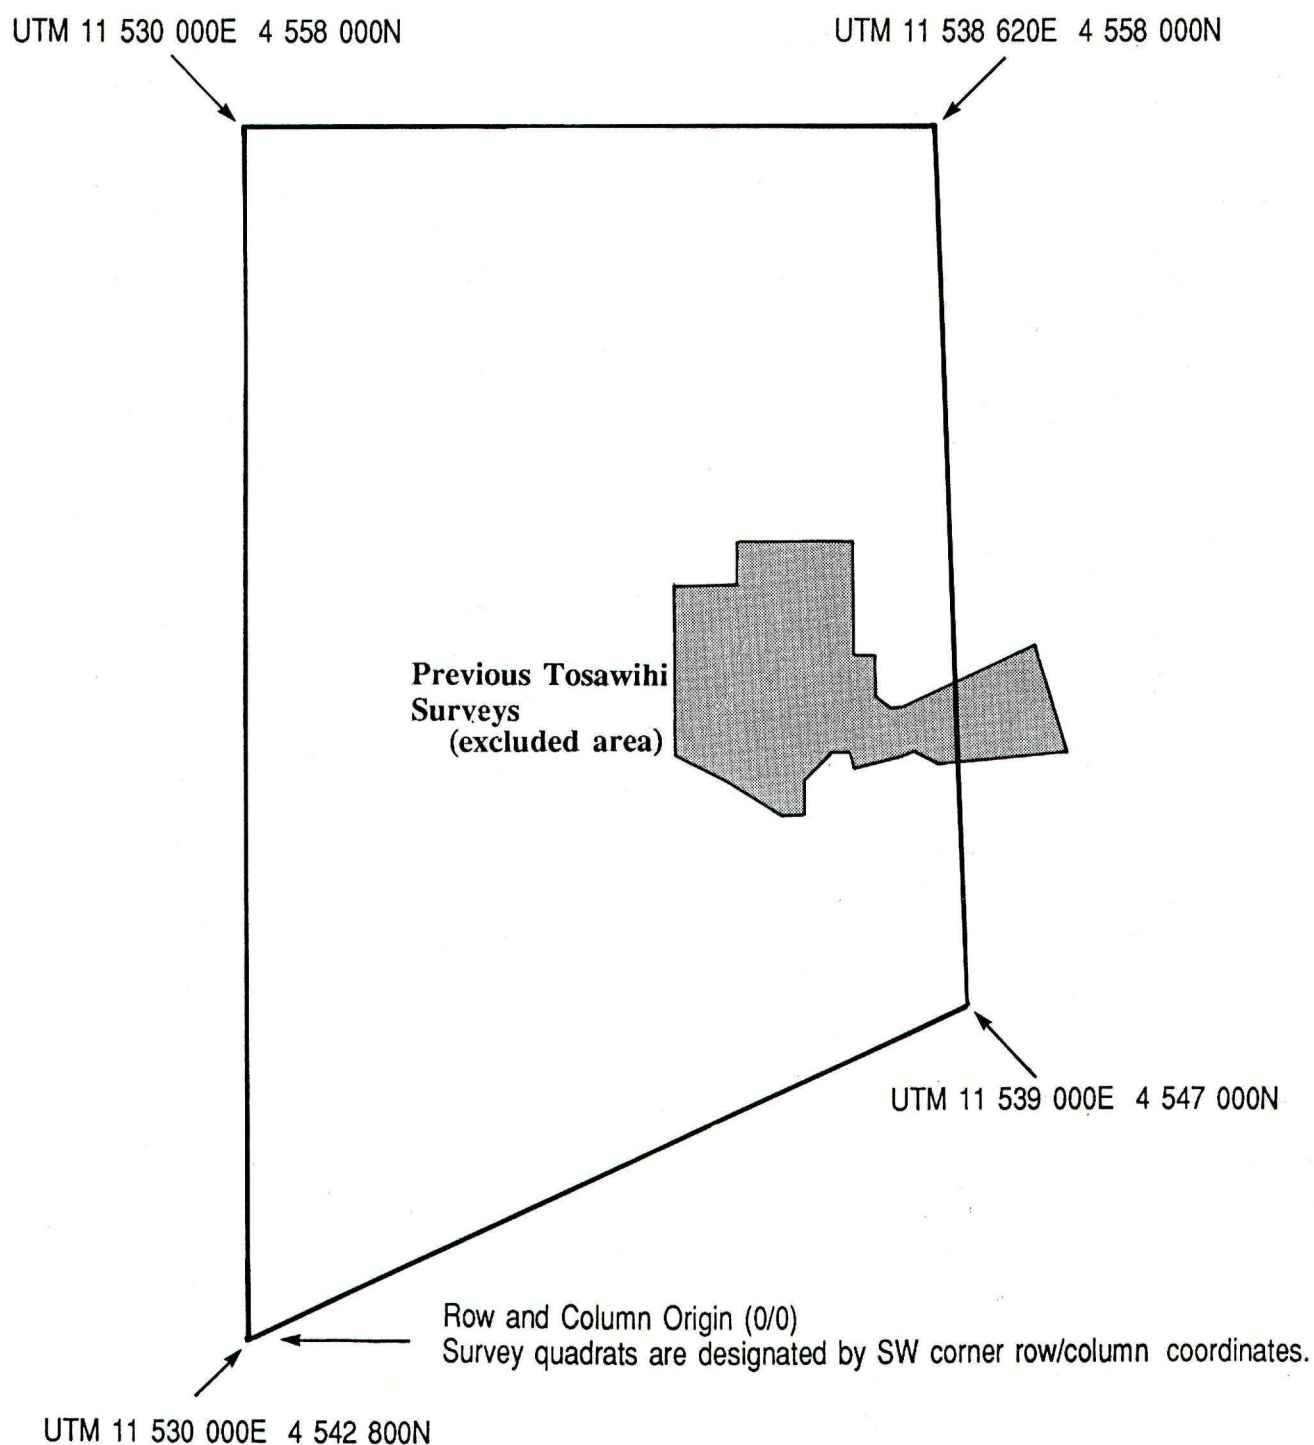 UTM 11 530 000E 4 558 000N
UTM 11 538 620E 4 558 000N
Previous Tosawihi
Surveys
(excluded area)
UTM 11 539 000E 4 547 000N
Row and Column Origin (0/0)
Survey quadrats are designated by SW corner row/column coordinates.
UTM 11 530 000E 4 542 800N